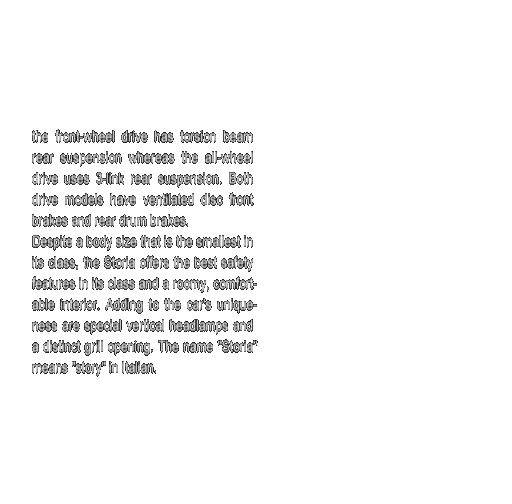 the front-wheel drive has torsion beam
rear suspension whereas the all-wheel
drive uses 3-link rear suspension. Both
drive models have ventilated disc front
brakes and rear drum brakes.
Despite a body size that is the smallest in
its class, the Storia offers the best safety
features in its class and a roomy, comfort-
able interior. Adding to the car's unique-
ness are special vertical headlamps and
a distinct grill opening. The name "Storia"
means "story" in Italian.